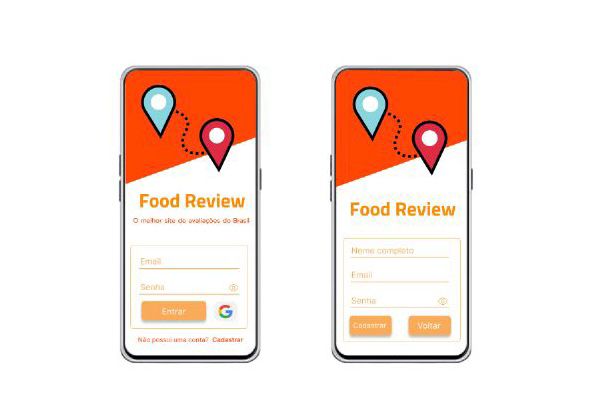 Food Review
O melhor site de avaliações do Brasil
Email
Senha
Entrar
Não possui uma conta? Cadastrar
Food Review
Nome completo
Email
Senha
Cadastrar
Voltar